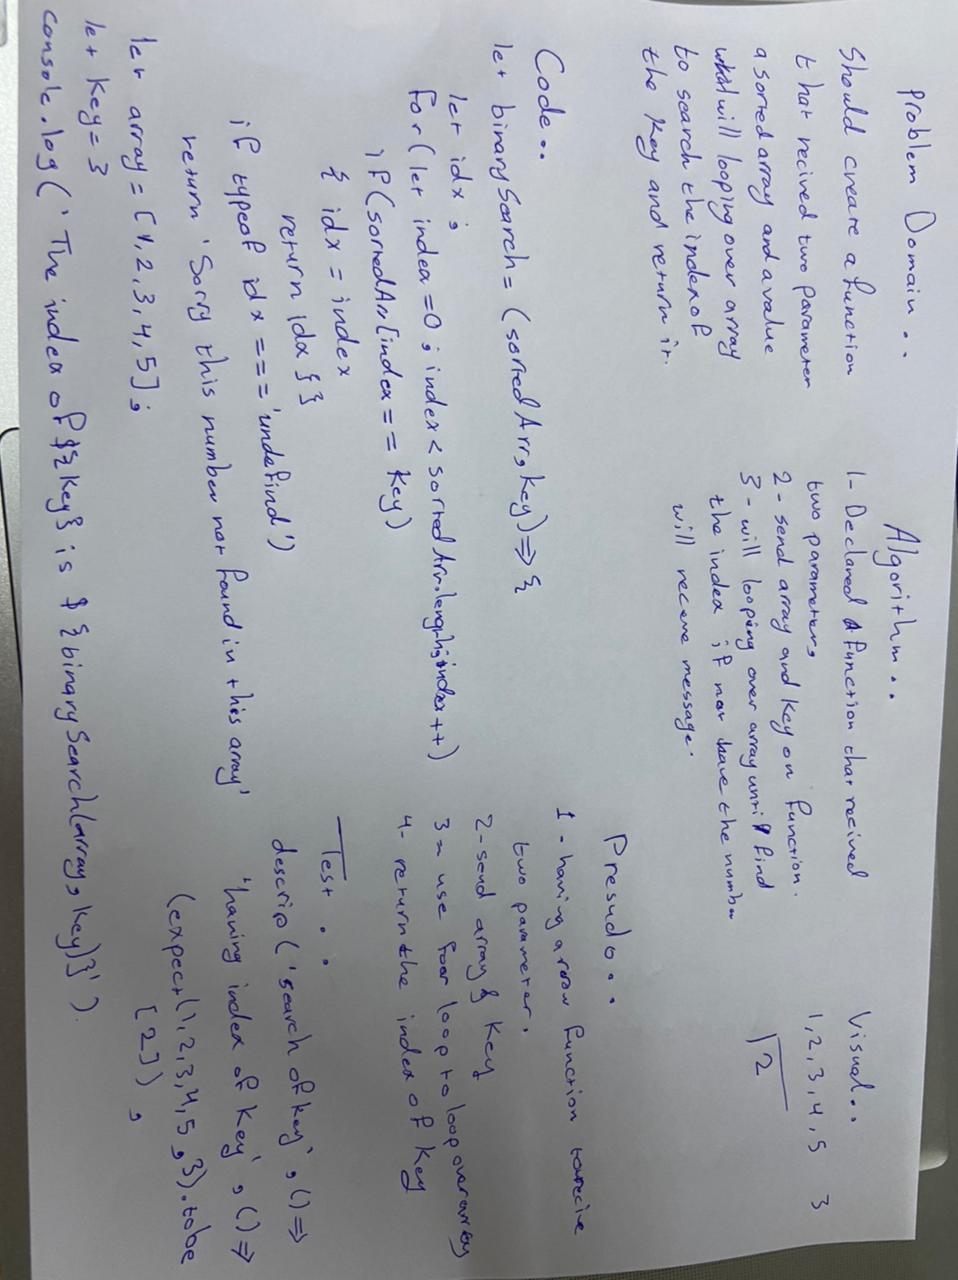 Problem Domain..
Should create a function
that recived two parameter
a sorted array and a value
will looping over array
to search the index of
the key and return it.
Algorithm...
1- Declared A function that recived
two parameters
2- send array and key on function.
3- will looping over array until find
the index if not have the number
will receve message.
Visual...
1,2,3,4,5 3
2
Code..
let binarySearch = (sortedArr, key) => {
let idx ;
for (let index =0 ; index < sortedArr.length; index ++)
if (sortedArr[index == key)
{ idx = index
return idx } }
if typeof idx === 'undefind')
return 'Sorry this number not found in this array'
let array = [1,2,3,4,5] ;
let key = 3
console.log ('The index of ${key} is ${binarySearch(array, key)}').
Presudo..
1- having arrow function to recive
two parameter.
2- send array & key
3- use foor loop to loop over array
4- return the index of key
Test..
descrip ('search of key', () =>
'having index of key', () =>
(expect (1,2,3,4,5 , 3). tobe
[2]) ,